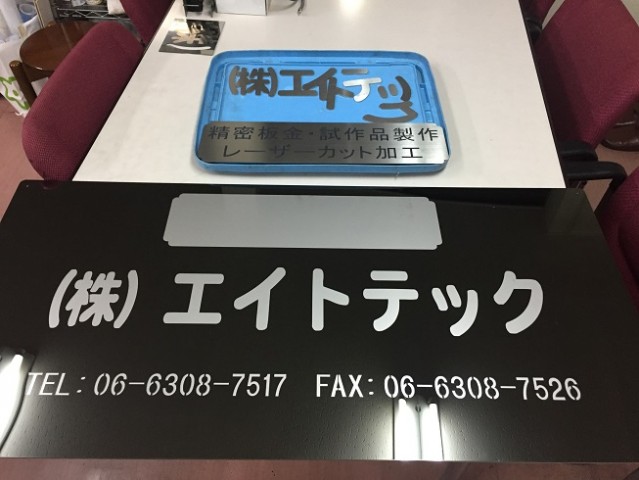 (株)エイトテック
精密板金・試作品製作
レーザーカット加工
(株)エイトテック
TEL:06-6308-7517 FAX:06-6308-7526